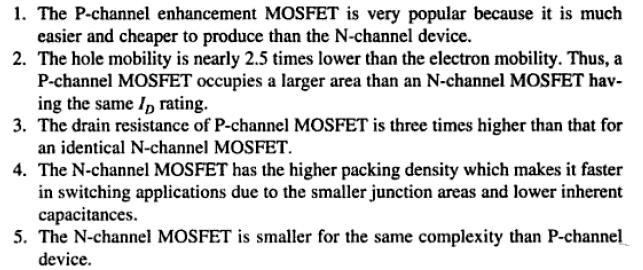 1. The P-channel enhancement MOSFET is very popular because it is much
easier and cheaper to produce than the N-channel device.
2. The hole mobility is nearly 2.5 times lower than the electron mobility. Thus, a
P-channel MOSFET occupies a larger area than an N-channel MOSFET hav-
ing the same I_D rating.
3. The drain resistance of P-channel MOSFET is three times higher than that for
an identical N-channel MOSFET.
4. The N-channel MOSFET has the higher packing density which makes it faster
in switching applications due to the smaller junction areas and lower inherent
capacitances.
5. The N-channel MOSFET is smaller for the same complexity than P-channel
device.